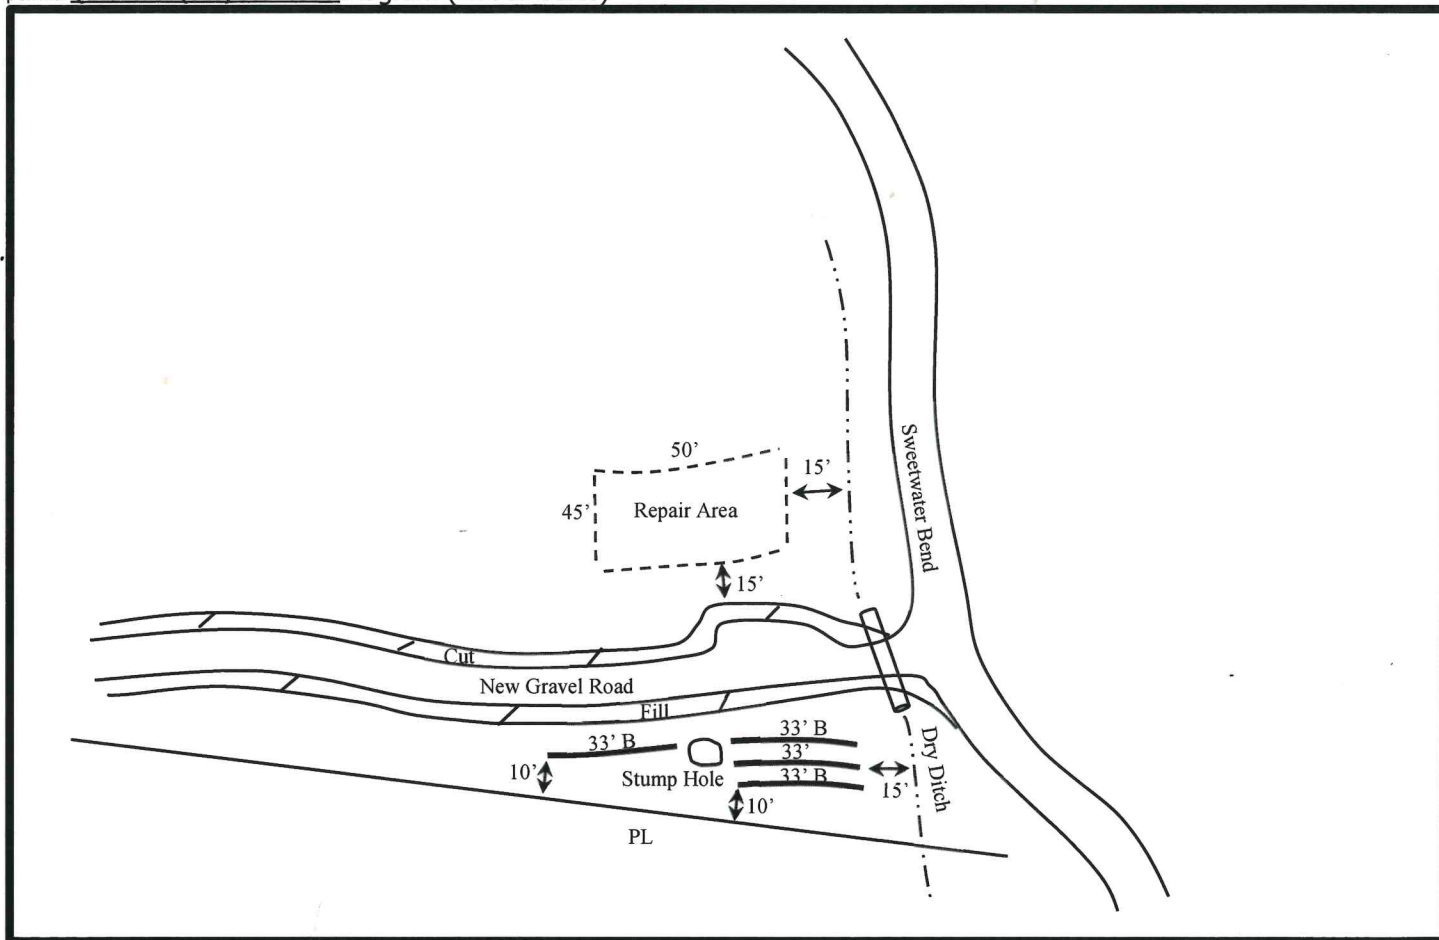 50’
15’
Sweetwater Bend
45’
Repair Area
15’
Cut
New Gravel Road
Fill
33’ B
33’ B
33’
33’ B
10’
Stump Hole
15’
Dry Ditch
10’
PL